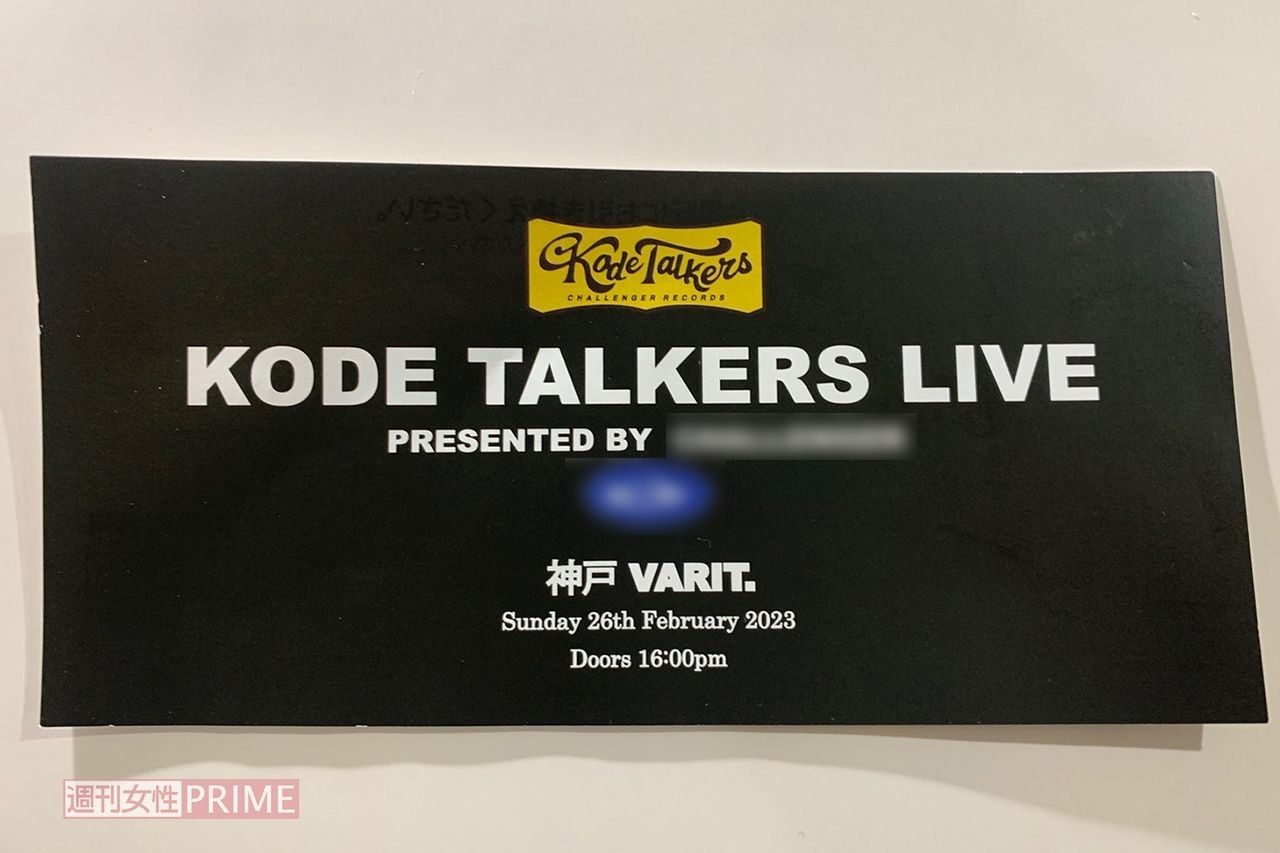 Kode Talkers
CHALLENGER RECORDS
KODE TALKERS LIVE
PRESENTED BY
神戸 VARIT.
Sunday 26th February 2023
Doors 16:00pm
週刊女性PRIME